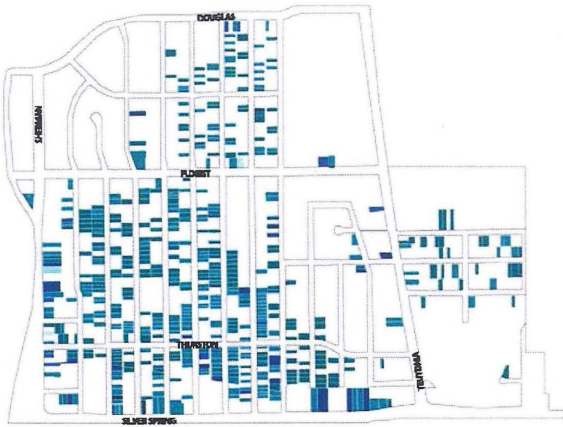 DOUGLAS
SHERMAN
FLORIST
THURSTON
TEUTONIA
SILVER SPRING